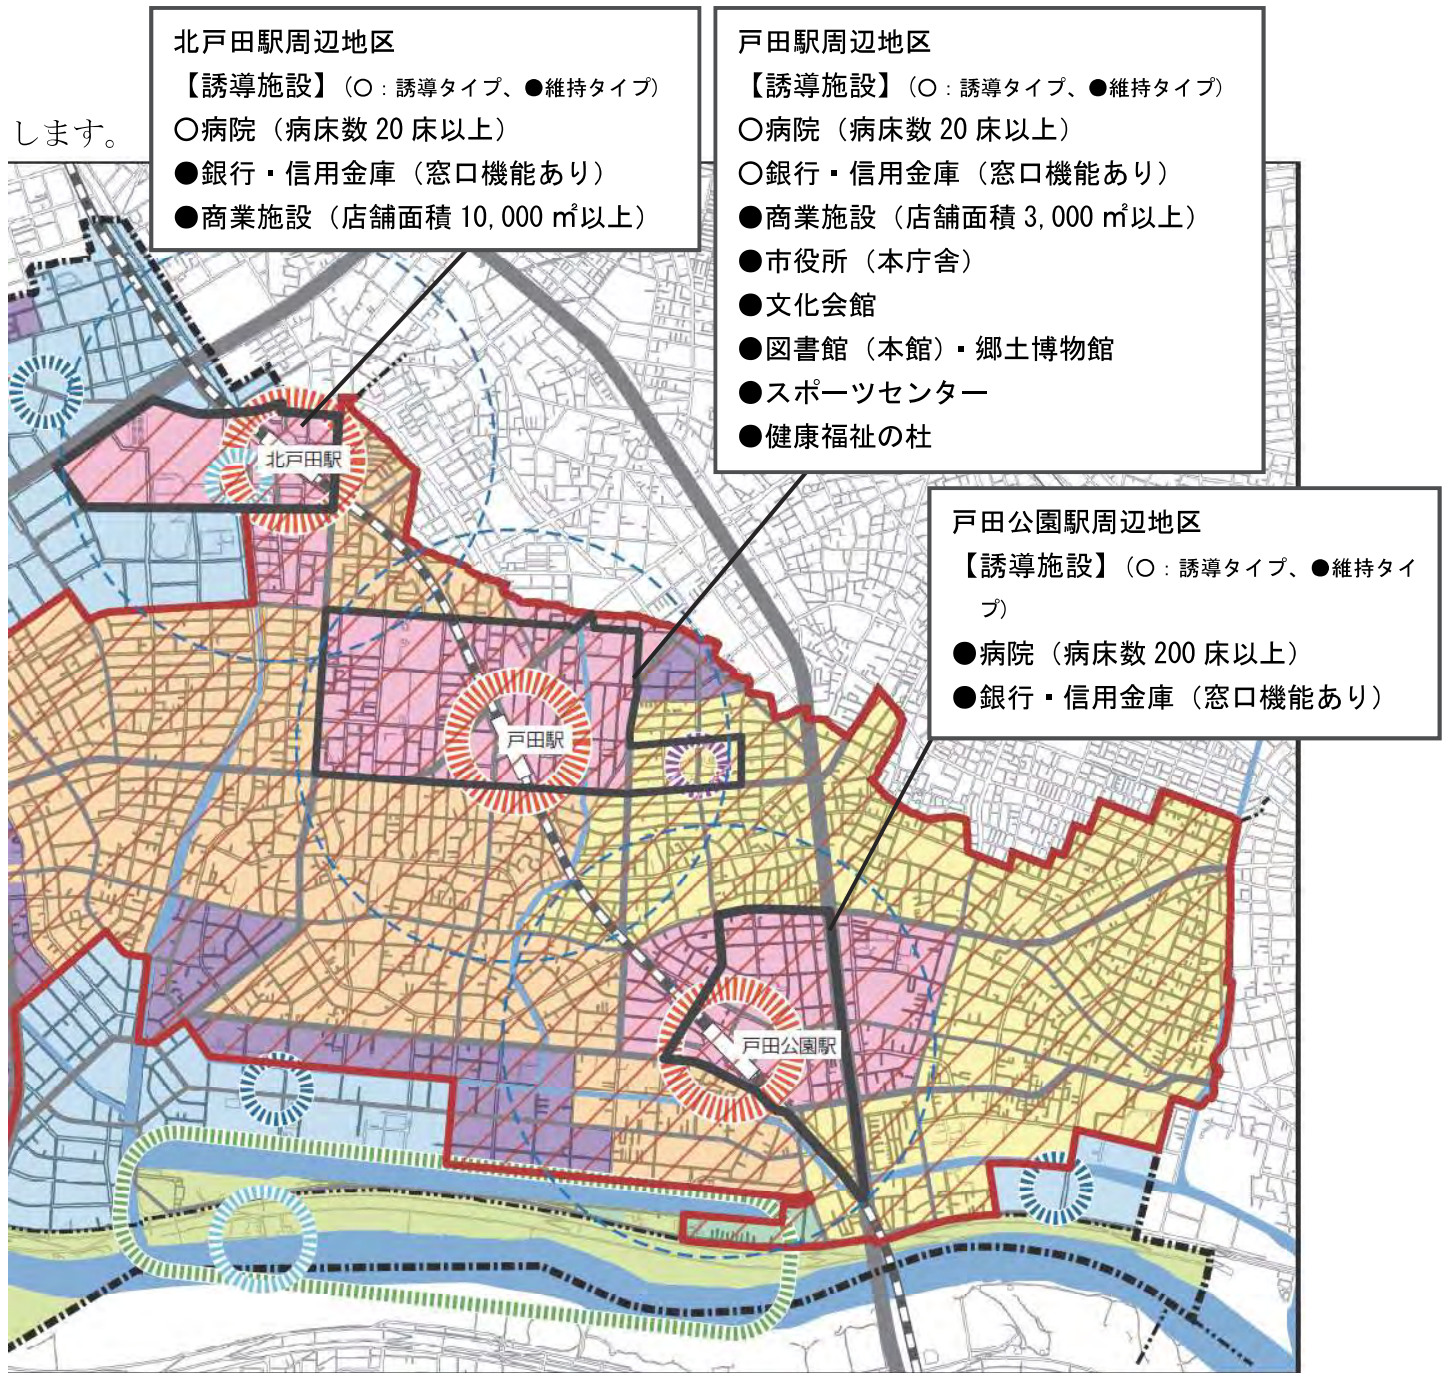 します。
北戸田駅周辺地区
【誘導施設】(○：誘導タイプ、●維持タイプ)
○病院（病床数 20 床以上）
●銀行・信用金庫（窓口機能あり）
●商業施設（店舗面積 10,000 ㎡以上）
戸田駅周辺地区
【誘導施設】(○：誘導タイプ、●維持タイプ)
○病院（病床数 20 床以上）
○銀行・信用金庫（窓口機能あり）
●商業施設（店舗面積 3,000 ㎡以上）
●市役所（本庁舎）
●文化会館
●図書館（本館）・郷土博物館
●スポーツセンター
●健康福祉の杜
戸田公園駅周辺地区
【誘導施設】(○：誘導タイプ、●維持タイ
プ)
●病院（病床数 200 床以上）
●銀行・信用金庫（窓口機能あり）
北戸田駅
戸田駅
戸田公園駅